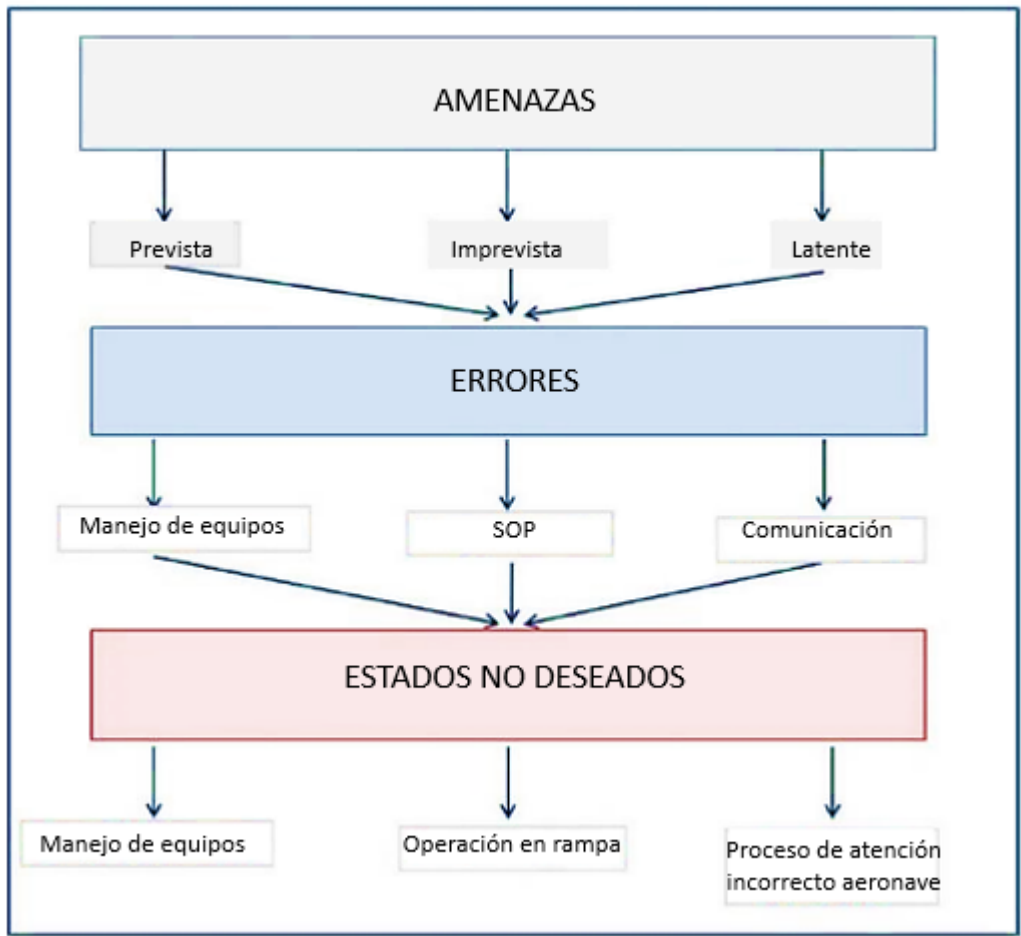 AMENAZAS
Prevista
Imprevista
Latente
ERRORES
Manejo de equipos
SOP
Comunicación
ESTADOS NO DESEADOS
Manejo de equipos
Operación en rampa
Proceso de atención
incorrecto aeronave